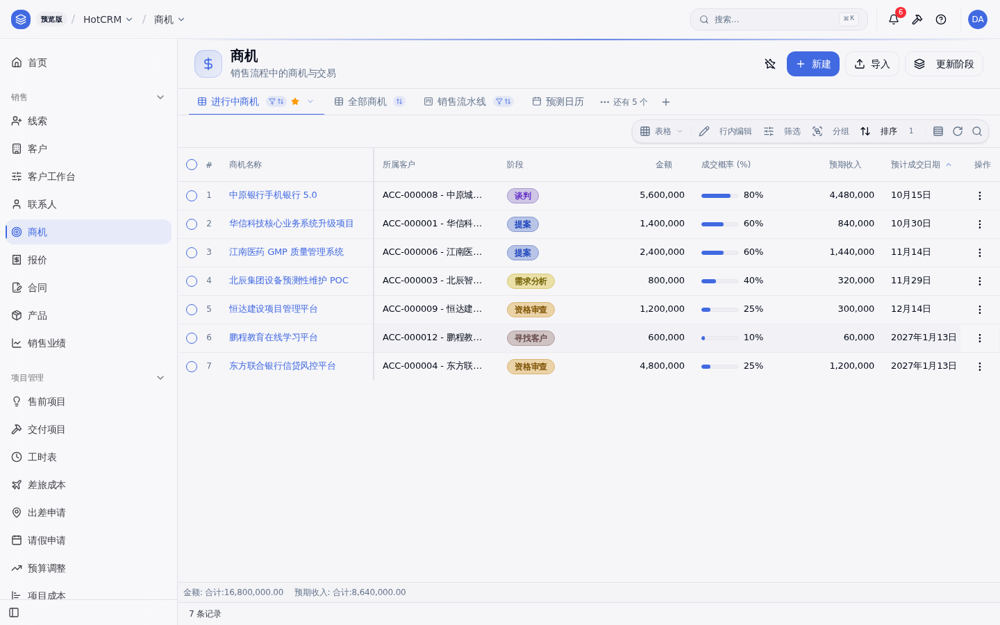 预览版 / HotCRM / 商机
搜索... ⌘K
6
DA
首页
销售
线索
客户
客户工作台
联系人
商机
报价
合同
产品
销售业绩
项目管理
售前项目
交付项目
工时表
差旅成本
出差申请
请假申请
预算调整
项目成本
商机
销售流程中的商机与交易
新建 导入 更新阶段
进行中商机 全部商机 销售流水线 预测日历 还有 5 个
表格 行内编辑 筛选 分组 排序 1
# 商机名称 所属客户 阶段 金额 成交概率 (%) 预期收入 预计成交日期 操作
1 中原银行手机银行 5.0 ACC-000008 - 中原城... 谈判 5,600,000 80% 4,480,000 10月15日
2 华信科技核心业务系统升级项目 ACC-000001 - 华信科... 提案 1,400,000 60% 840,000 10月30日
3 江南医药 GMP 质量管理系统 ACC-000006 - 江南医... 提案 2,400,000 60% 1,440,000 11月14日
4 北辰集团设备预测性维护 POC ACC-000003 - 北辰智... 需求分析 800,000 40% 320,000 11月29日
5 恒达建设项目管理平台 ACC-000009 - 恒达建... 资格审查 1,200,000 25% 300,000 12月14日
6 鹏程教育在线学习平台 ACC-000012 - 鹏程教... 寻找客户 600,000 10% 60,000 2027年1月13日
7 东方联合银行信贷风控平台 ACC-000004 - 东方联... 资格审查 4,800,000 25% 1,200,000 2027年1月13日
金额: 合计:16,800,000.00 预期收入: 合计:8,640,000.00
7 条记录